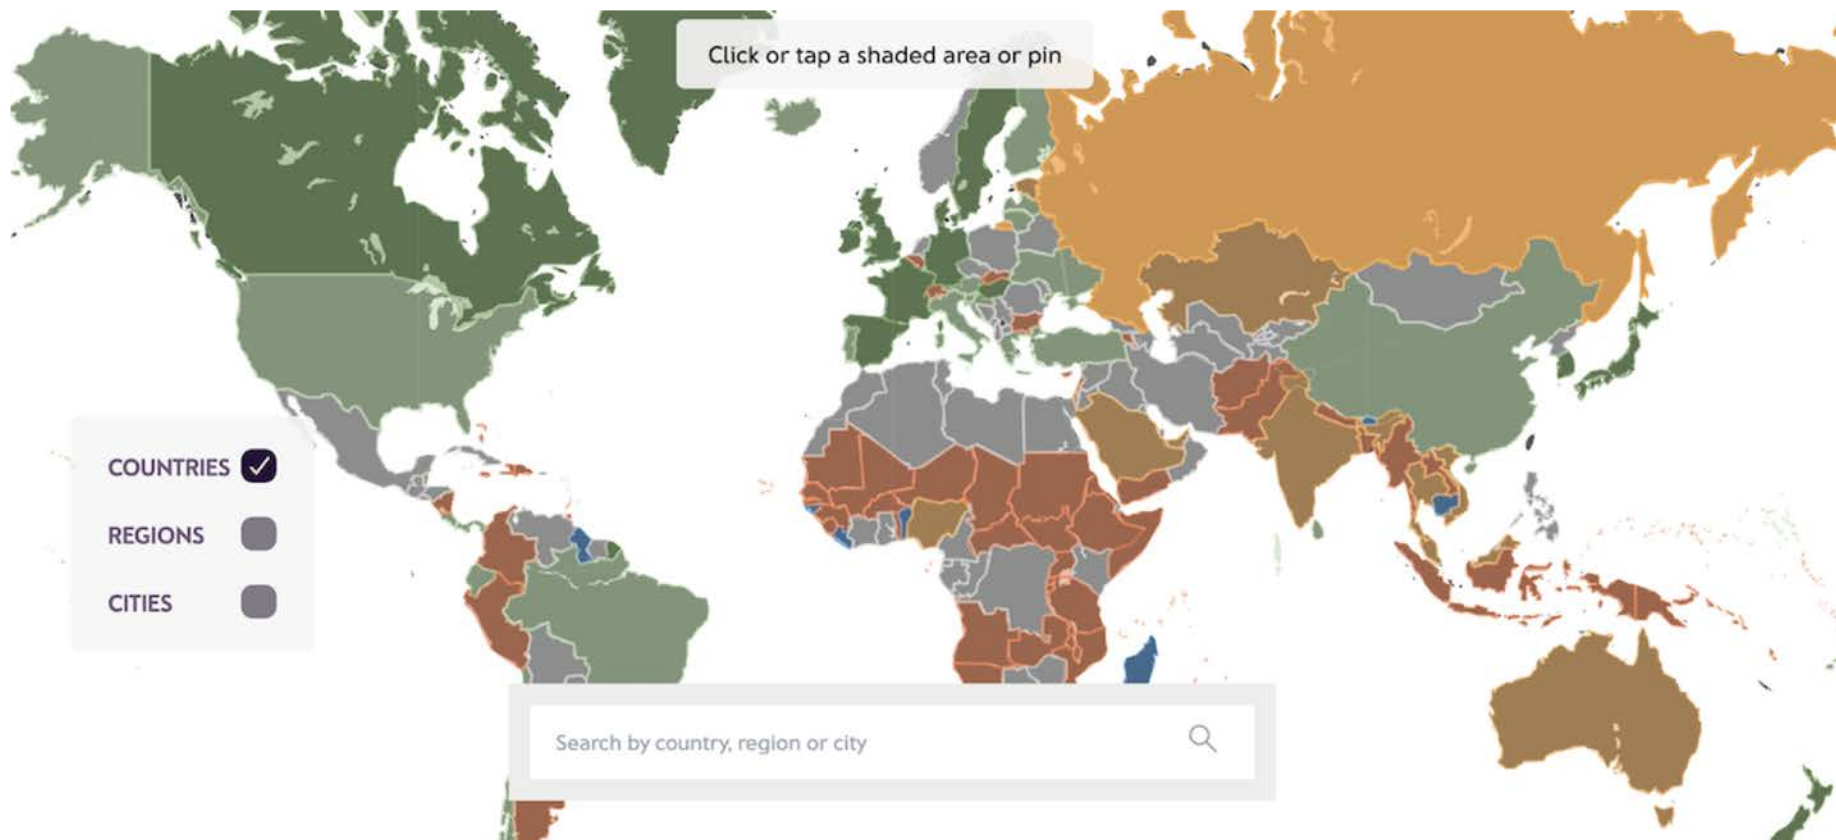 Click or tap a shaded area or pin
COUNTRIES
REGIONS
CITIES
Search by country, region or city